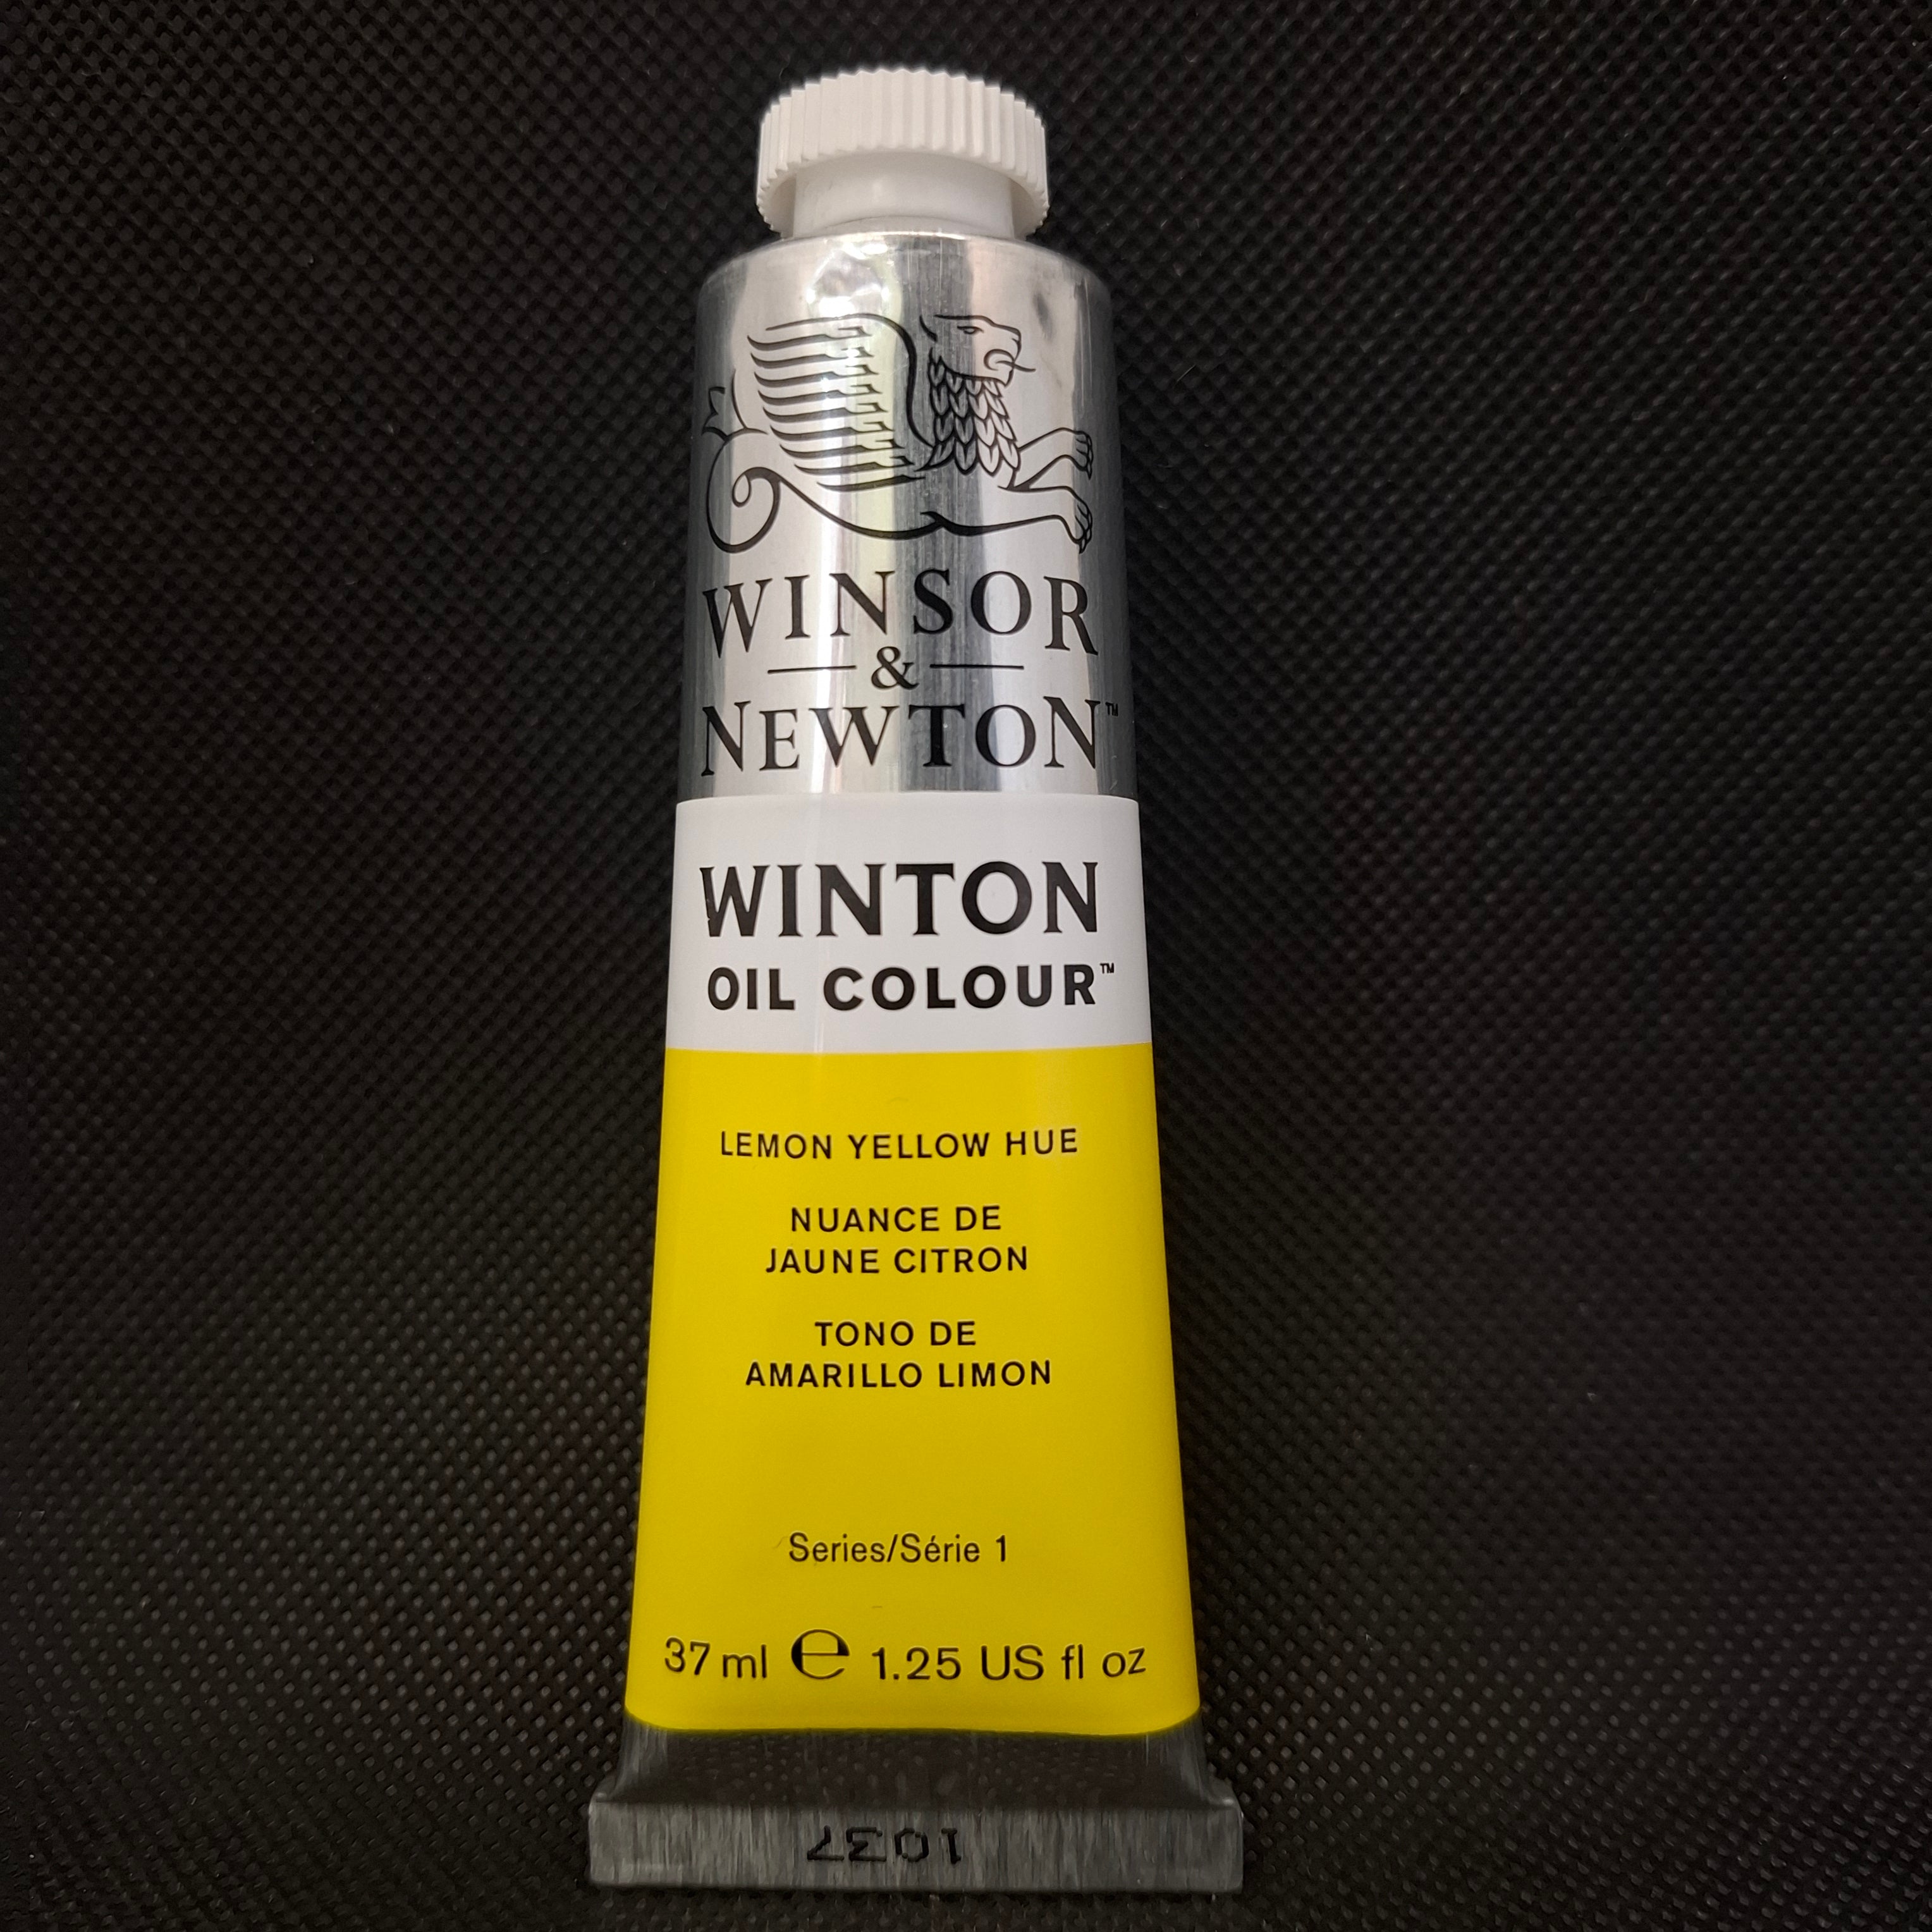 WINSOR
&
NEWTON™
WINTON
OIL COLOUR™
LEMON YELLOW HUE
NUANCE DE
JAUNE CITRON
TONO DE
AMARILLO LIMON
Series/Série 1
37 ml ℮ 1.25 US fl oz
1037